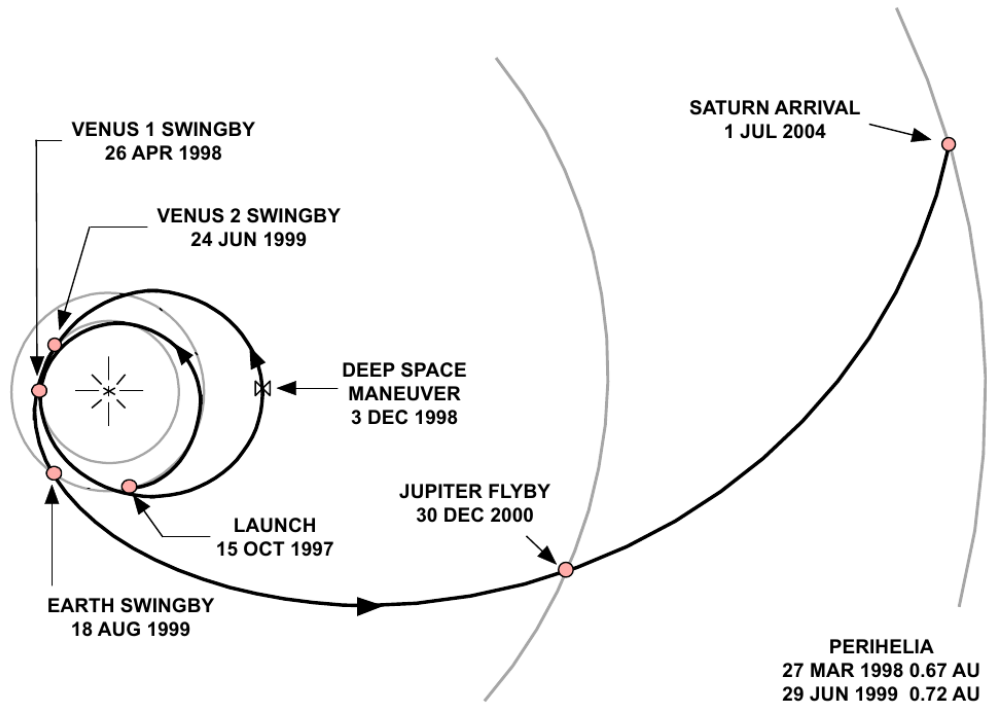 VENUS 1 SWINGBY
26 APR 1998
VENUS 2 SWINGBY
24 JUN 1999
SATURN ARRIVAL
1 JUL 2004
DEEP SPACE
MANEUVER
3 DEC 1998
JUPITER FLYBY
30 DEC 2000
LAUNCH
15 OCT 1997
EARTH SWINGBY
18 AUG 1999
PERIHELIA
27 MAR 1998 0.67 AU
29 JUN 1999 0.72 AU